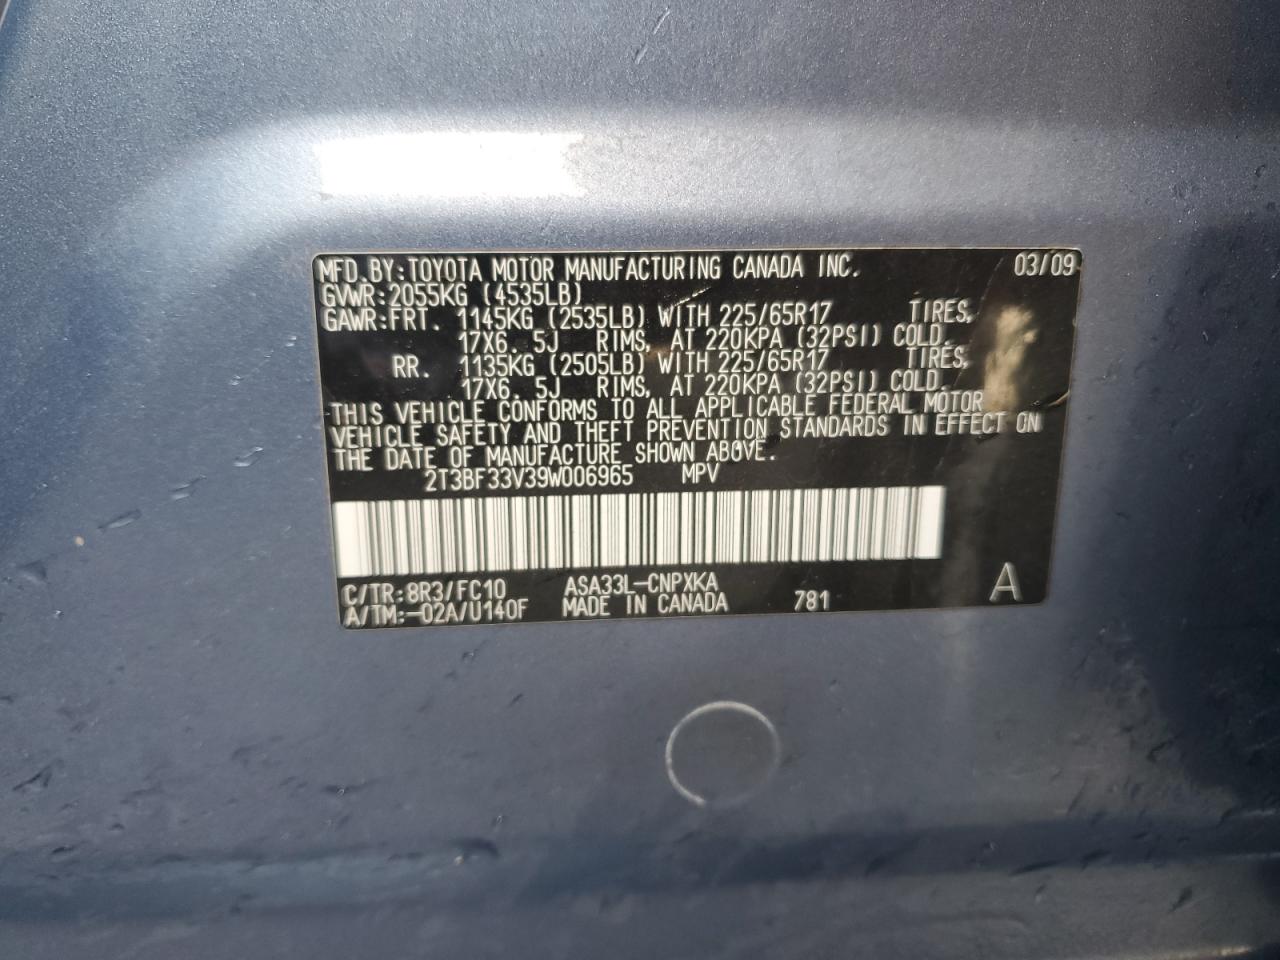 MFD.BY:TOYOTA MOTOR MANUFACTURING CANADA INC. 03/09
GVWR:2055KG (4535LB)
GAWR:FRT. 1145KG (2535LB) WITH 225/65R17 TIRES,
17X6.5J RIMS, AT 220KPA (32PSI) COLD.
RR. 1135KG (2505LB) WITH 225/65R17 TIRES,
17X6.5J RIMS, AT 220KPA (32PSI) COLD.
THIS VEHICLE CONFORMS TO ALL APPLICABLE FEDERAL MOTOR
VEHICLE SAFETY AND THEFT PREVENTION STANDARDS IN EFFECT ON
THE DATE OF MANUFACTURE SHOWN ABOVE.
2T3BF33V39W006965 MPV
C/TR:8R3/FC10 ASA33L-CNPXKA
A/TM:-02A/U140F MADE IN CANADA 781 A